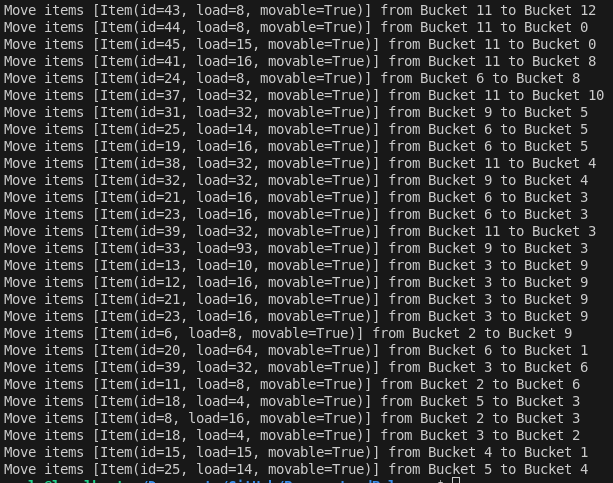 Move items [Item(id=43, load=8, movable=True)] from Bucket 11 to Bucket 12
Move items [Item(id=44, load=8, movable=True)] from Bucket 11 to Bucket 0
Move items [Item(id=45, load=15, movable=True)] from Bucket 11 to Bucket 0
Move items [Item(id=41, load=16, movable=True)] from Bucket 11 to Bucket 8
Move items [Item(id=24, load=8, movable=True)] from Bucket 6 to Bucket 8
Move items [Item(id=37, load=32, movable=True)] from Bucket 11 to Bucket 10
Move items [Item(id=31, load=32, movable=True)] from Bucket 9 to Bucket 5
Move items [Item(id=25, load=14, movable=True)] from Bucket 6 to Bucket 5
Move items [Item(id=19, load=16, movable=True)] from Bucket 6 to Bucket 5
Move items [Item(id=38, load=32, movable=True)] from Bucket 11 to Bucket 4
Move items [Item(id=32, load=32, movable=True)] from Bucket 9 to Bucket 4
Move items [Item(id=21, load=16, movable=True)] from Bucket 6 to Bucket 3
Move items [Item(id=23, load=16, movable=True)] from Bucket 6 to Bucket 3
Move items [Item(id=39, load=32, movable=True)] from Bucket 11 to Bucket 3
Move items [Item(id=33, load=93, movable=True)] from Bucket 9 to Bucket 3
Move items [Item(id=13, load=10, movable=True)] from Bucket 3 to Bucket 9
Move items [Item(id=12, load=16, movable=True)] from Bucket 3 to Bucket 9
Move items [Item(id=21, load=16, movable=True)] from Bucket 3 to Bucket 9
Move items [Item(id=23, load=16, movable=True)] from Bucket 3 to Bucket 9
Move items [Item(id=6, load=8, movable=True)] from Bucket 2 to Bucket 9
Move items [Item(id=20, load=64, movable=True)] from Bucket 6 to Bucket 1
Move items [Item(id=39, load=32, movable=True)] from Bucket 3 to Bucket 6
Move items [Item(id=11, load=8, movable=True)] from Bucket 2 to Bucket 6
Move items [Item(id=18, load=4, movable=True)] from Bucket 5 to Bucket 3
Move items [Item(id=8, load=16, movable=True)] from Bucket 2 to Bucket 3
Move items [Item(id=18, load=4, movable=True)] from Bucket 3 to Bucket 2
Move items [Item(id=15, load=15, movable=True)] from Bucket 4 to Bucket 1
Move items [Item(id=25, load=14, movable=True)] from Bucket 5 to Bucket 4